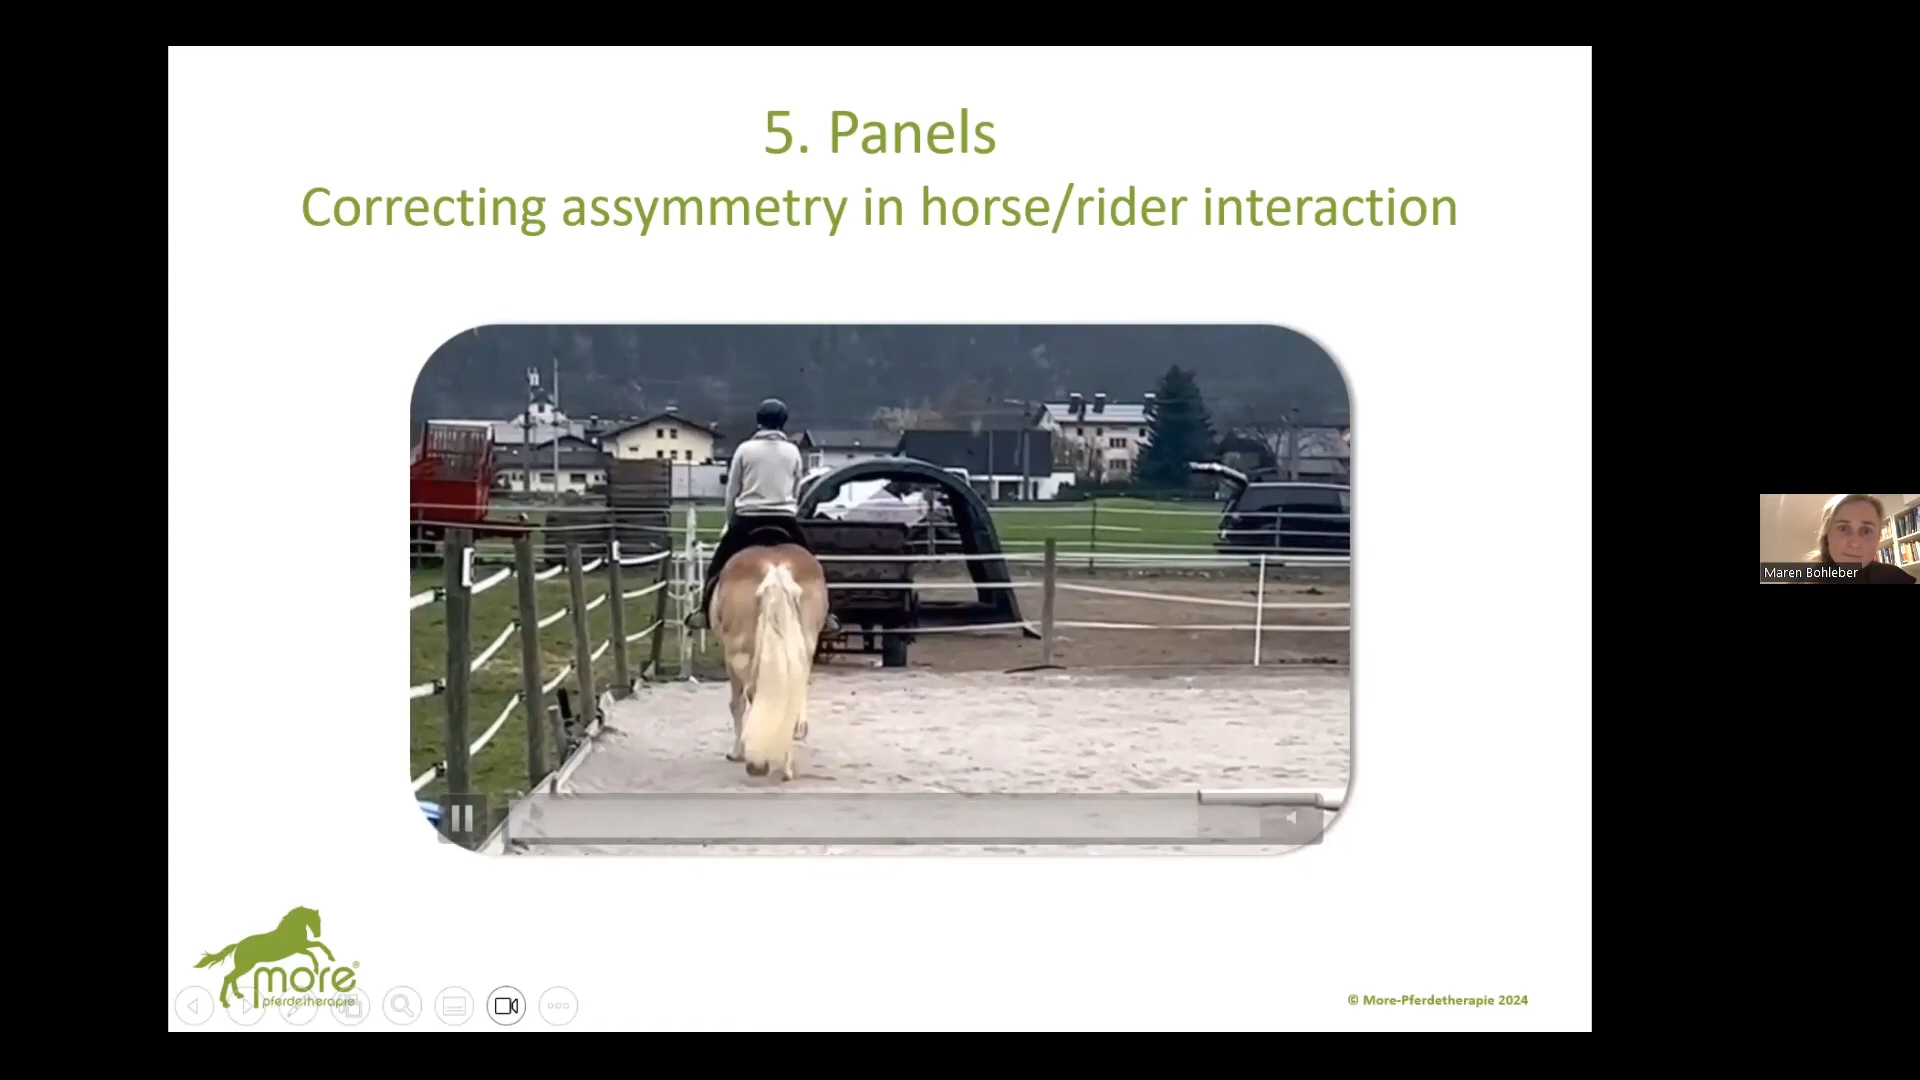 5. Panels
Correcting assymmetry in horse/rider interaction
Maren Bohleber
more®
pferdetherapie
© More-Pferdetherapie 2024